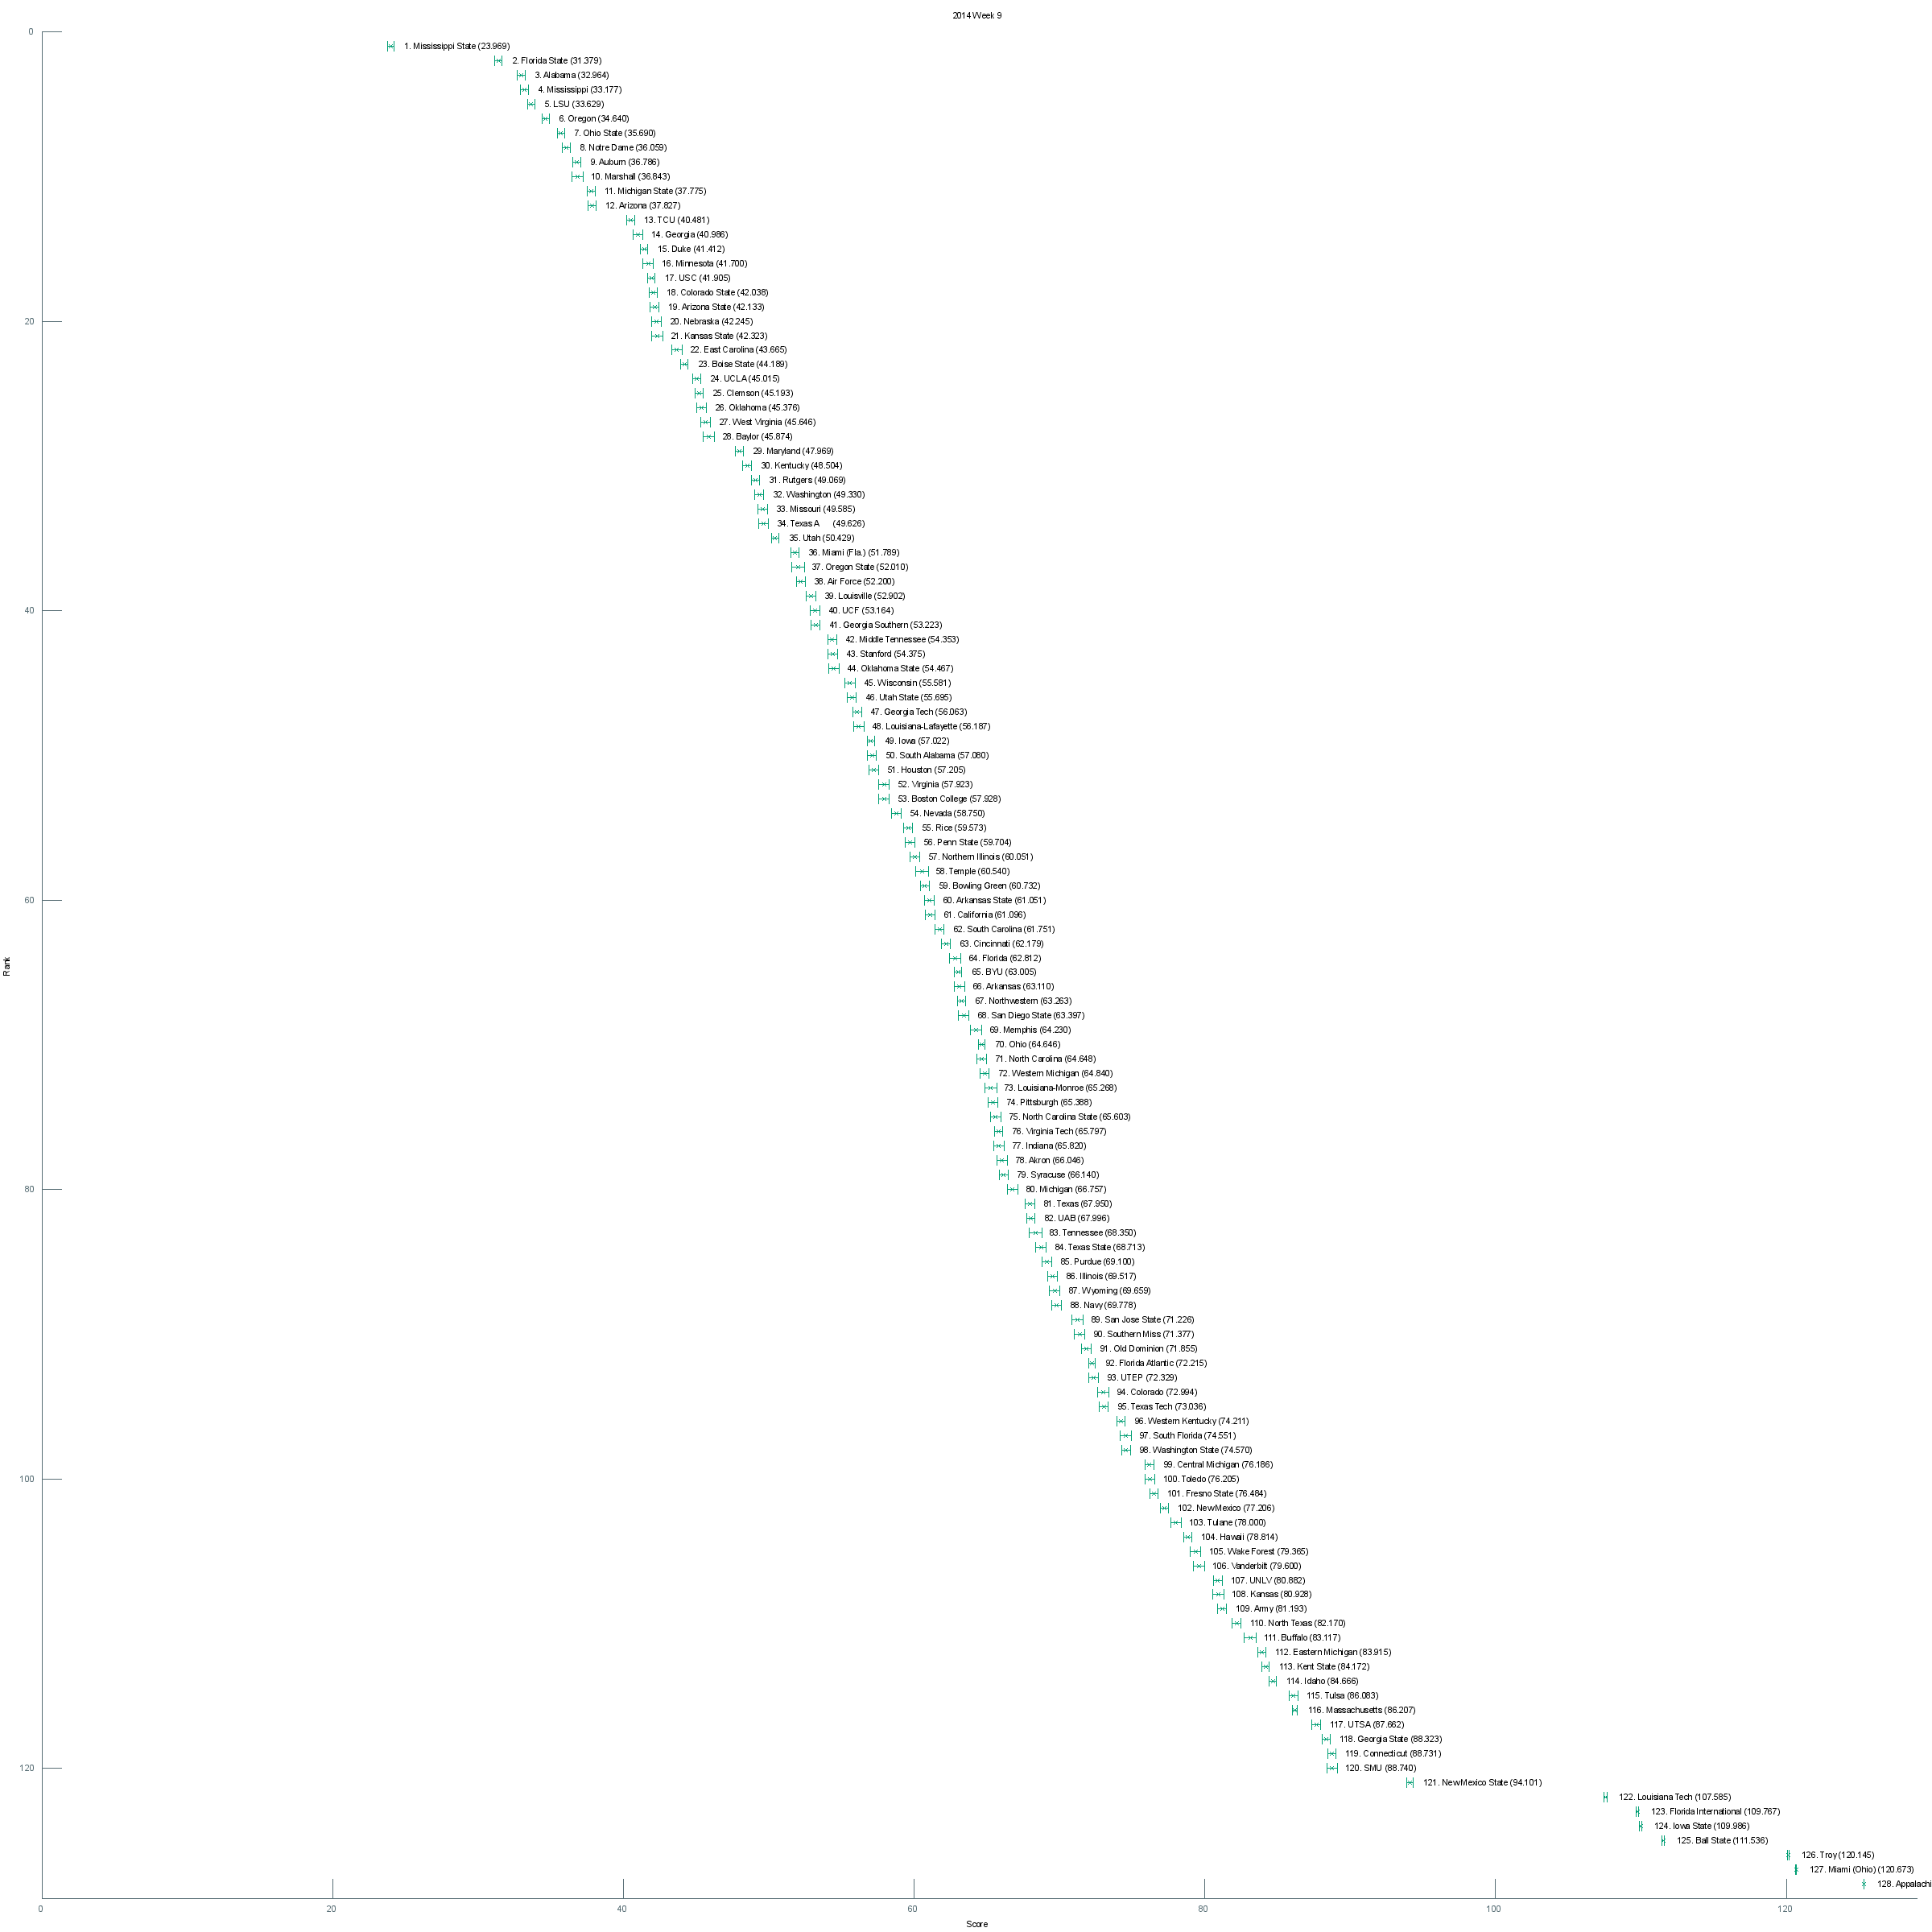 2014 Week 9
0
1. Mississippi State (23.969)
2. Florida State (31.379)
3. Alabama (32.964)
4. Mississippi (33.177)
5. LSU (33.629)
6. Oregon (34.640)
7. Ohio State (35.690)
8. Notre Dame (36.059)
9. Auburn (36.786)
10. Marshall (36.843)
11. Michigan State (37.775)
12. Arizona (37.827)
13. TCU (40.481)
14. Georgia (40.986)
15. Duke (41.412)
16. Minnesota (41.700)
17. USC (41.905)
18. Colorado State (42.038)
19. Arizona State (42.133)
20
20. Nebraska (42.245)
21. Kansas State (42.323)
22. East Carolina (43.665)
23. Boise State (44.189)
24. UCLA (45.015)
25. Clemson (45.193)
26. Oklahoma (45.376)
27. West Virginia (45.646)
28. Baylor (45.874)
29. Maryland (47.969)
30. Kentucky (48.504)
31. Rutgers (49.069)
32. Washington (49.330)
33. Missouri (49.585)
34. Texas A (49.626)
35. Utah (50.429)
36. Miami (Fla.) (51.789)
37. Oregon State (52.010)
38. Air Force (52.200)
39. Louisville (52.902)
40
40. UCF (53.164)
41. Georgia Southern (53.223)
42. Middle Tennessee (54.353)
43. Stanford (54.375)
44. Oklahoma State (54.467)
45. Wisconsin (55.581)
46. Utah State (55.695)
47. Georgia Tech (56.063)
48. Louisiana-Lafayette (56.187)
49. Iowa (57.022)
50. South Alabama (57.080)
51. Houston (57.205)
52. Virginia (57.923)
53. Boston College (57.928)
54. Nevada (58.750)
55. Rice (59.573)
56. Penn State (59.704)
57. Northern Illinois (60.051)
58. Temple (60.540)
59. Bowling Green (60.732)
60
60. Arkansas State (61.051)
61. California (61.096)
62. South Carolina (61.751)
63. Cincinnati (62.179)
64. Florida (62.812)
65. BYU (63.005)
Rank
66. Arkansas (63.110)
67. Northwestern (63.263)
68. San Diego State (63.397)
69. Memphis (64.230)
70. Ohio (64.646)
71. North Carolina (64.648)
72. Western Michigan (64.840)
73. Louisiana-Monroe (65.268)
74. Pittsburgh (65.388)
75. North Carolina State (65.603)
76. Virginia Tech (65.797)
77. Indiana (65.820)
78. Akron (66.046)
79. Syracuse (66.140)
80
80. Michigan (66.757)
81. Texas (67.950)
82. UAB (67.996)
83. Tennessee (68.350)
84. Texas State (68.713)
85. Purdue (69.100)
86. Illinois (69.517)
87. Wyoming (69.659)
88. Navy (69.778)
89. San Jose State (71.226)
90. Southern Miss (71.377)
91. Old Dominion (71.855)
92. Florida Atlantic (72.215)
93. UTEP (72.329)
94. Colorado (72.994)
95. Texas Tech (73.036)
96. Western Kentucky (74.211)
97. South Florida (74.551)
98. Washington State (74.570)
99. Central Michigan (76.186)
100
100. Toledo (76.205)
101. Fresno State (76.484)
102. New Mexico (77.206)
103. Tulane (78.000)
104. Hawaii (78.814)
105. Wake Forest (79.365)
106. Vanderbilt (79.600)
107. UNLV (80.882)
108. Kansas (80.928)
109. Army (81.193)
110. North Texas (82.170)
111. Buffalo (83.117)
112. Eastern Michigan (83.915)
113. Kent State (84.172)
114. Idaho (84.666)
115. Tulsa (86.083)
116. Massachusetts (86.207)
117. UTSA (87.662)
118. Georgia State (88.323)
119. Connecticut (88.731)
120
120. SMU (88.740)
121. New Mexico State (94.101)
122. Louisiana Tech (107.585)
123. Florida International (109.767)
124. Iowa State (109.986)
125. Ball State (111.536)
126. Troy (120.145)
127. Miami (Ohio) (120.673)
128. Appalachi
0 20 40 60 80 100 120
Score